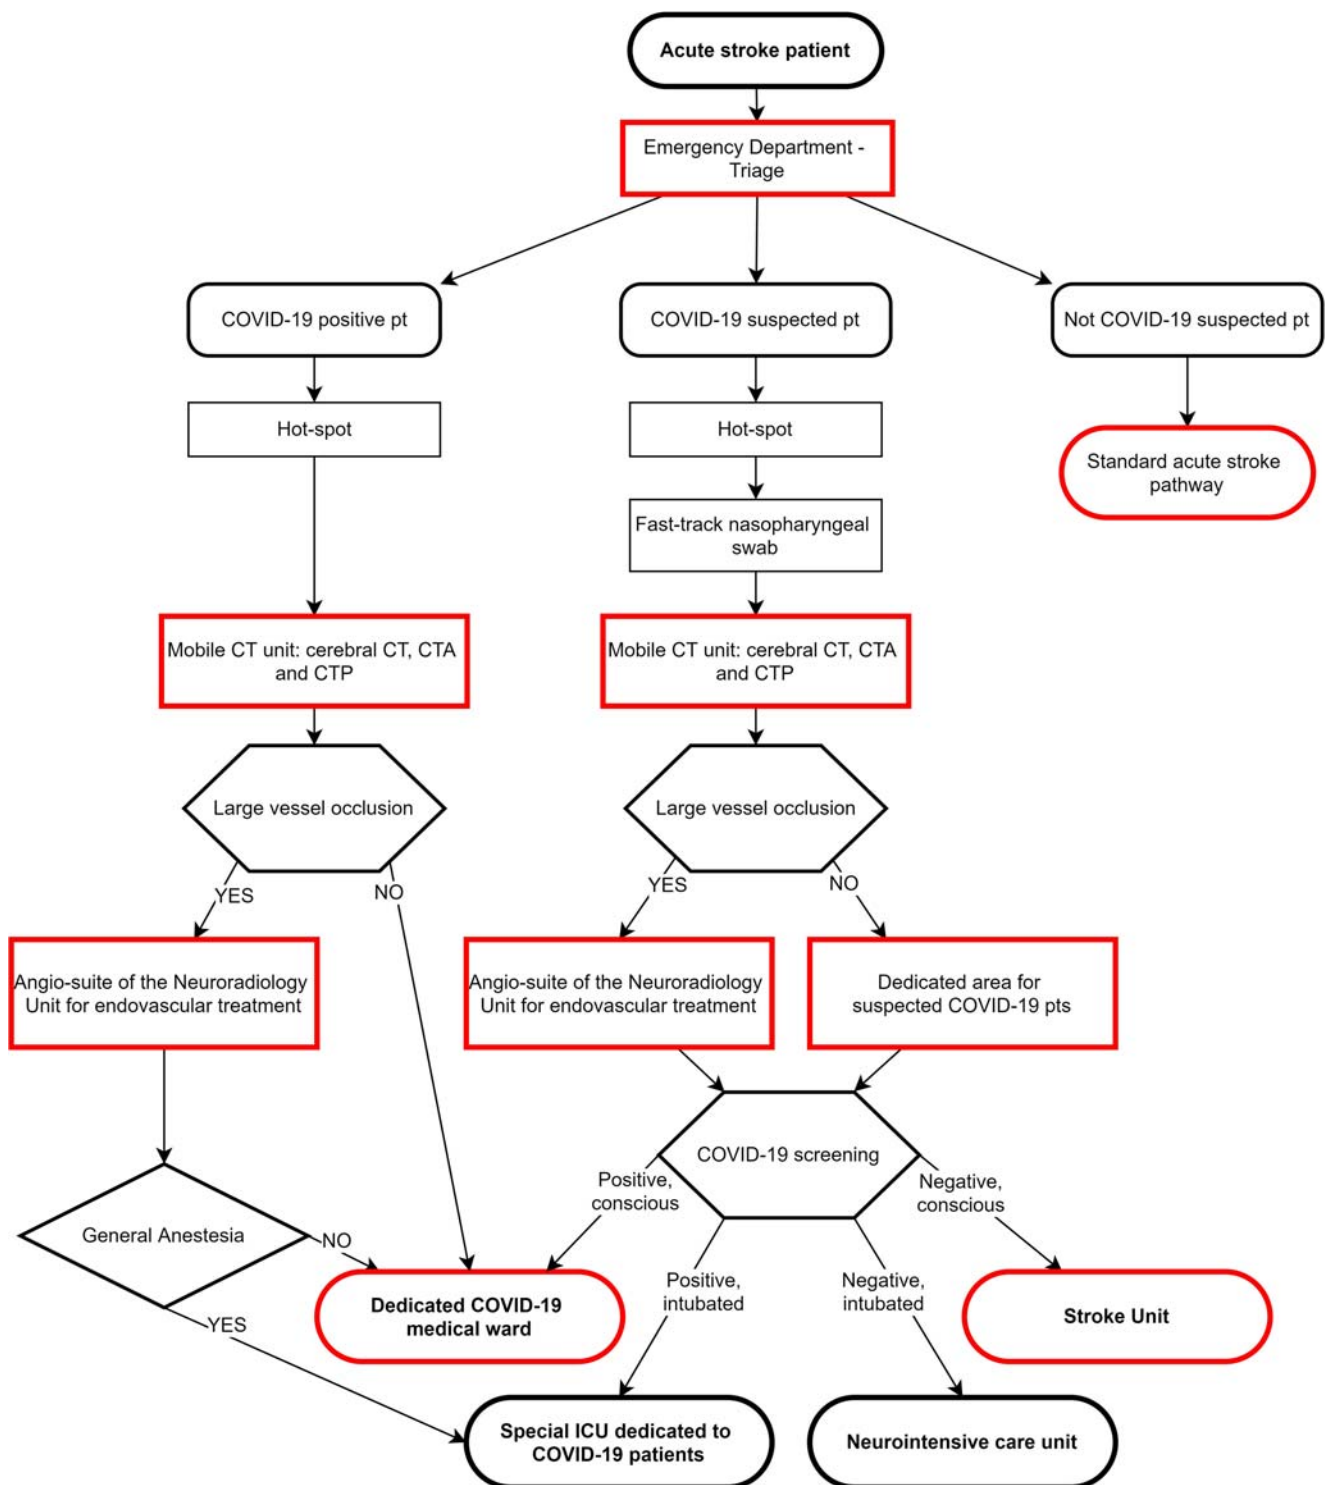 Acute stroke patient
Emergency Department -
Triage
COVID-19 positive pt
COVID-19 suspected pt
Not COVID-19 suspected pt
Hot-spot
Hot-spot
Standard acute stroke
pathway
Fast-track nasopharyngeal
swab
Mobile CT unit: cerebral CT, CTA
and CTP
Mobile CT unit: cerebral CT, CTA
and CTP
Large vessel occlusion
Large vessel occlusion
YES
NO
YES
NO
Angio-suite of the Neuroradiology
Unit for endovascular treatment
Angio-suite of the Neuroradiology
Unit for endovascular treatment
Dedicated area for
suspected COVID-19 pts
COVID-19 screening
Positive,
conscious
Negative,
conscious
General Anestesia
NO
Positive,
intubated
Negative,
intubated
Dedicated COVID-19
medical ward
Stroke Unit
YES
Special ICU dedicated to
COVID-19 patients
Neurointensive care unit